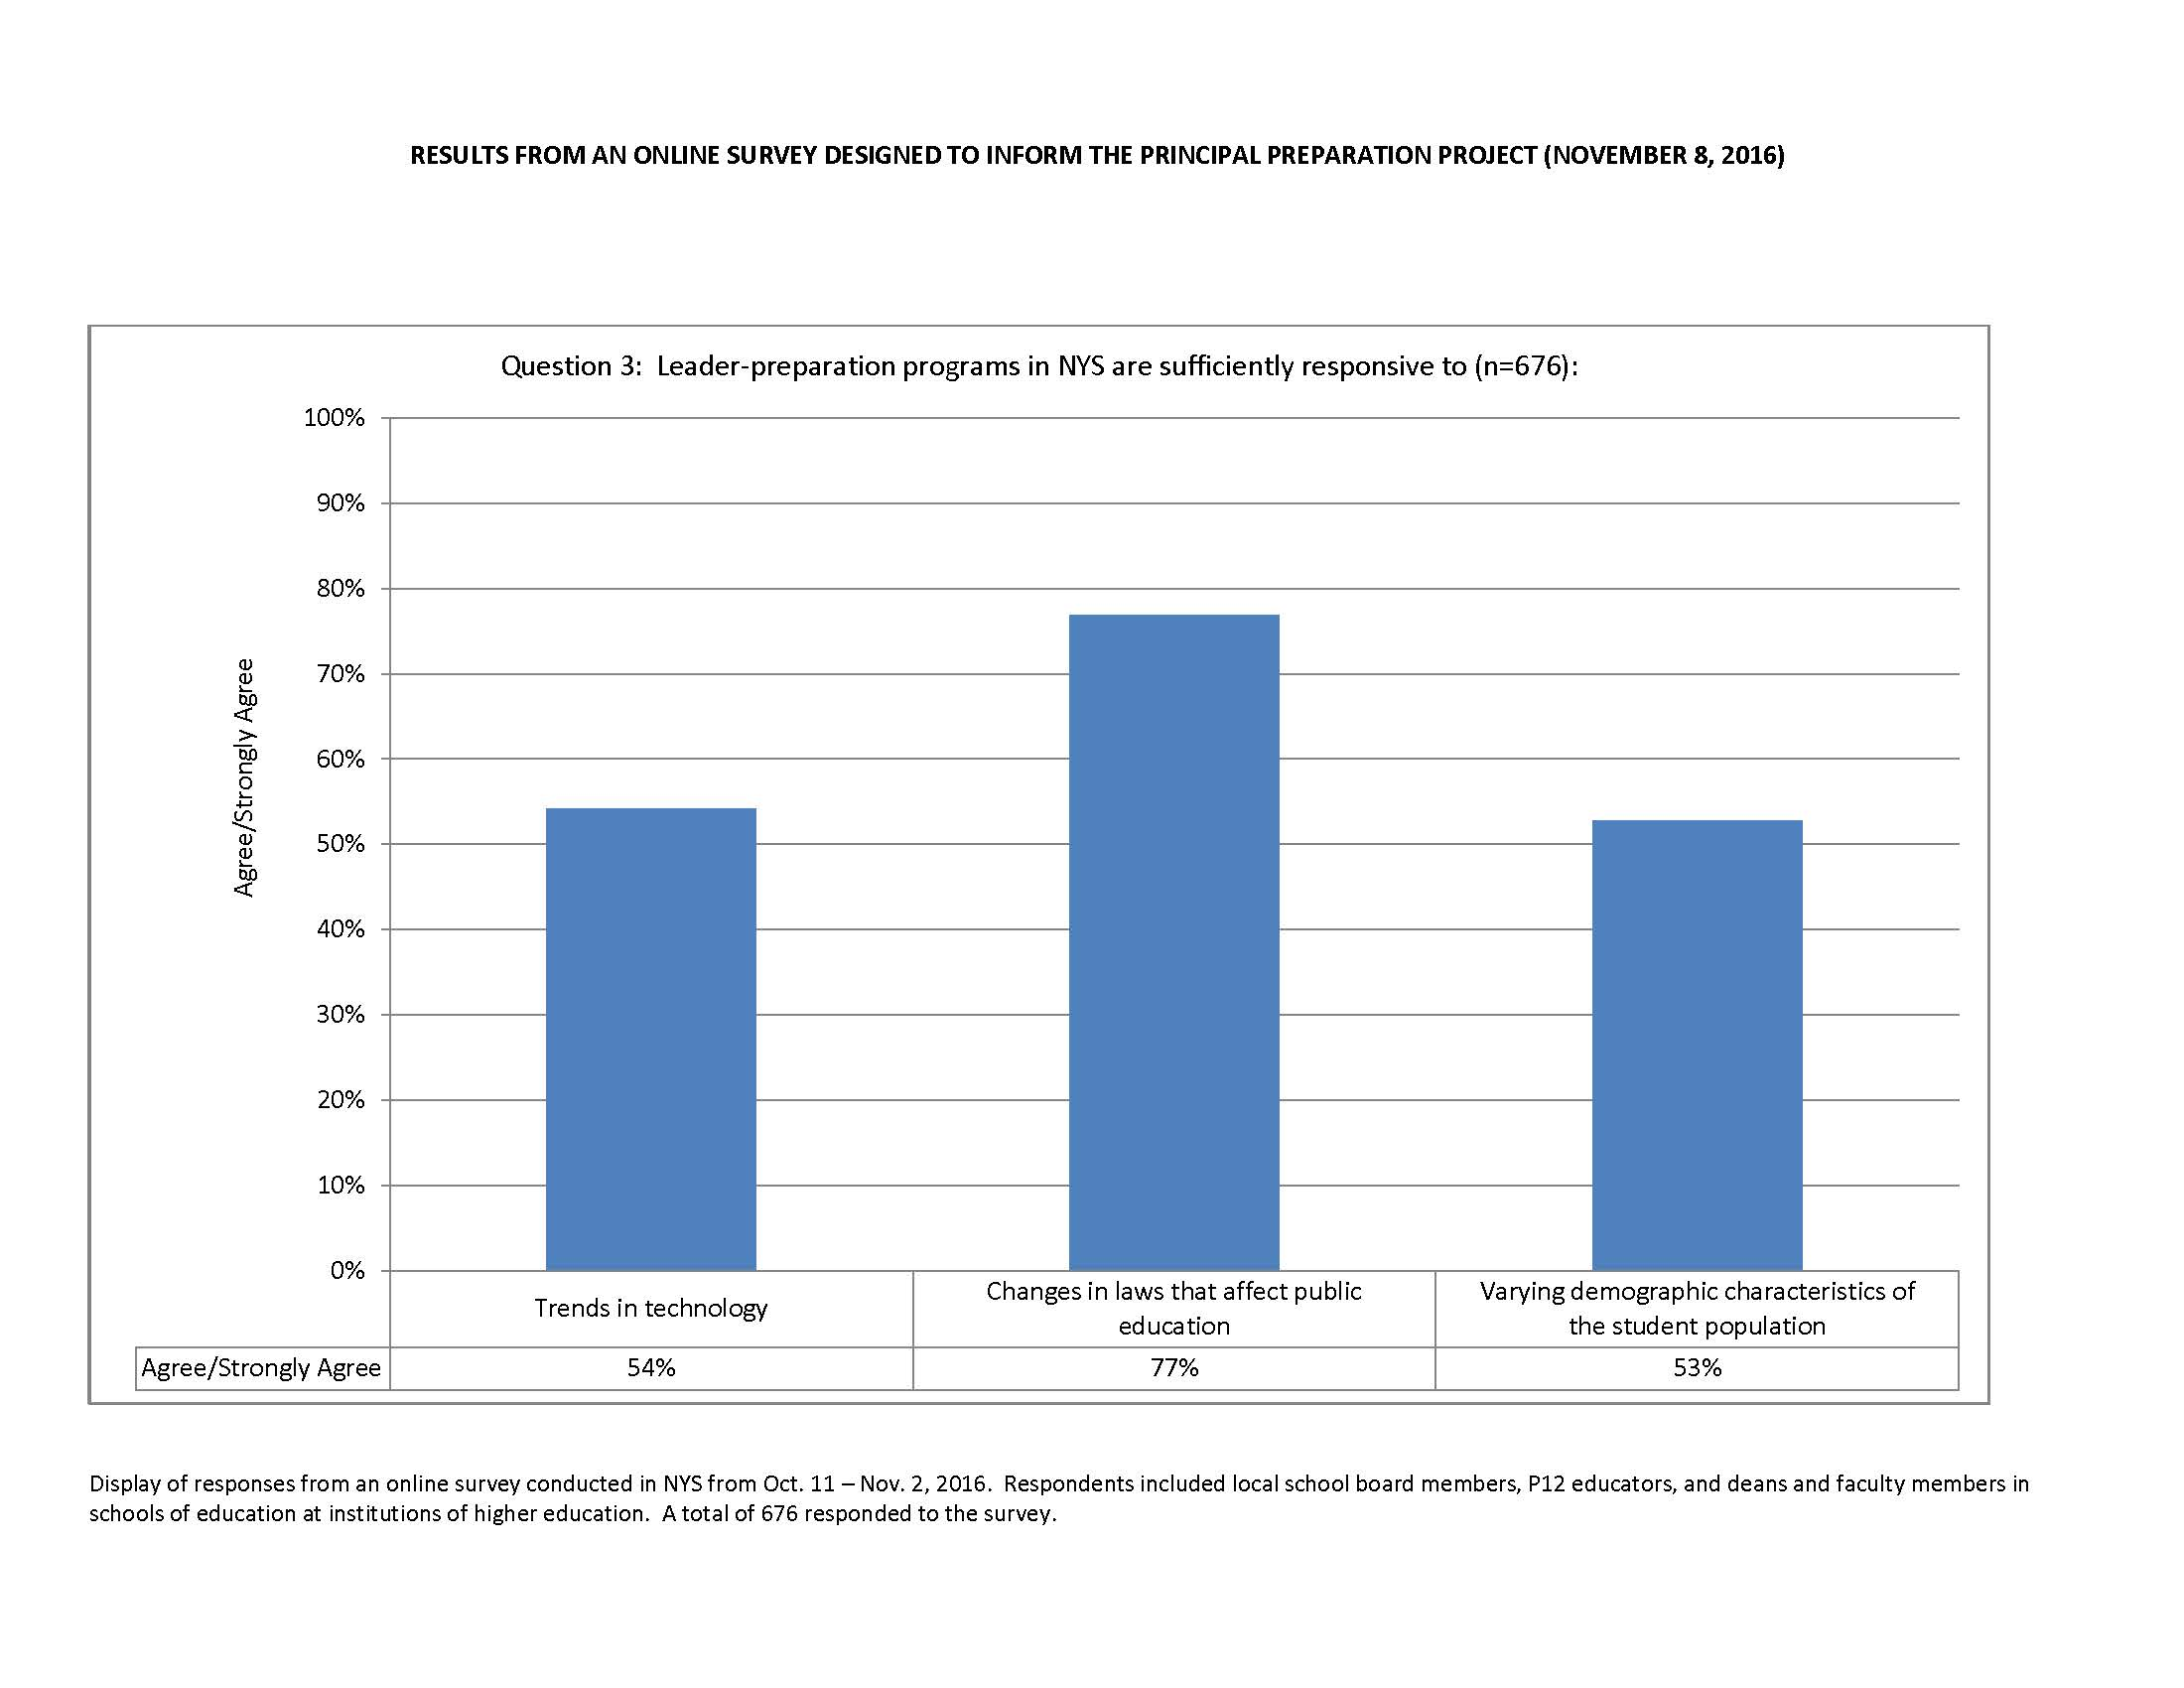 RESULTS FROM AN ONLINE SURVEY DESIGNED TO INFORM THE PRINCIPAL PREPARATION PROJECT (NOVEMBER 8, 2016)
Question 3:  Leader-preparation programs in NYS are sufficiently responsive to (n=676):
100%
90%
80%
70%
60%
50%
40%
30%
20%
10%
0%
Agree/Strongly Agree
Trends in technology
Changes in laws that affect public
education
Varying demographic characteristics of
the student population
Agree/Strongly Agree 54% 77% 53%
Display of responses from an online survey conducted in NYS from Oct. 11 – Nov. 2, 2016.  Respondents included local school board members, P12 educators, and deans and faculty members in
schools of education at institutions of higher education.  A total of 676 responded to the survey.